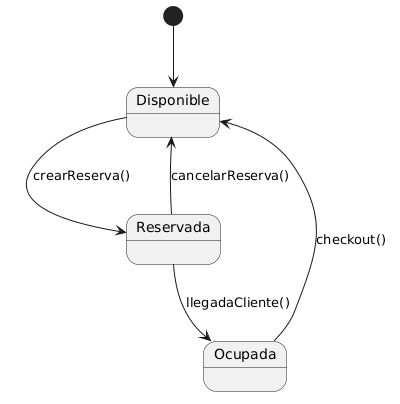 Disponible
crearReserva()
cancelarReserva()
Reservada
checkout()
llegadaCliente()
Ocupada